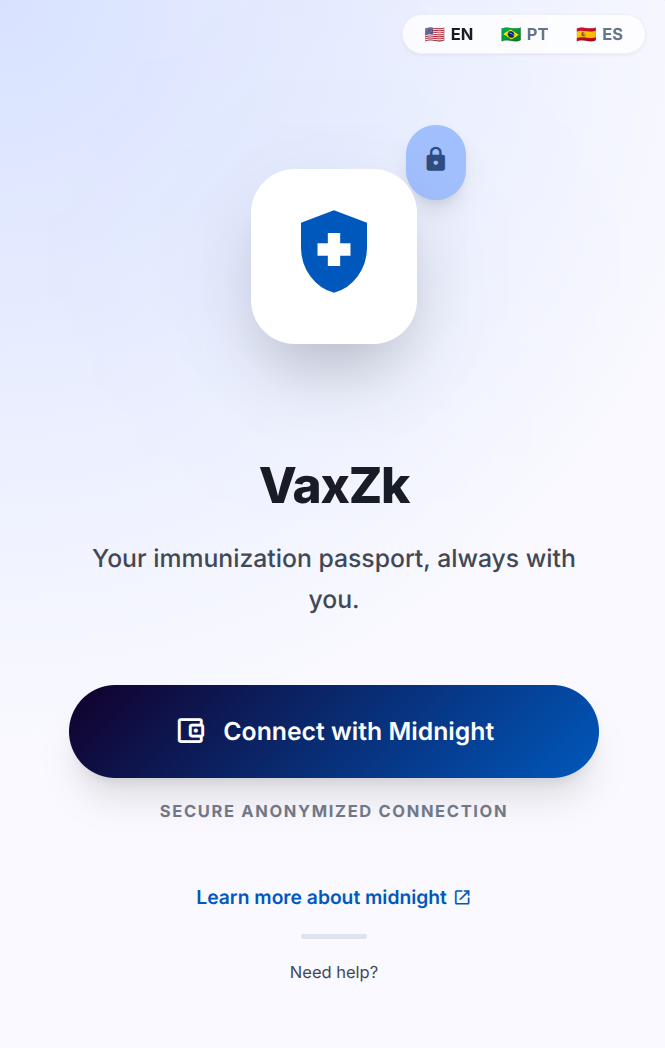 EN PT ES
VaxZk
Your immunization passport, always with
you.
Connect with Midnight
SECURE ANONYMIZED CONNECTION
Learn more about midnight
Need help?